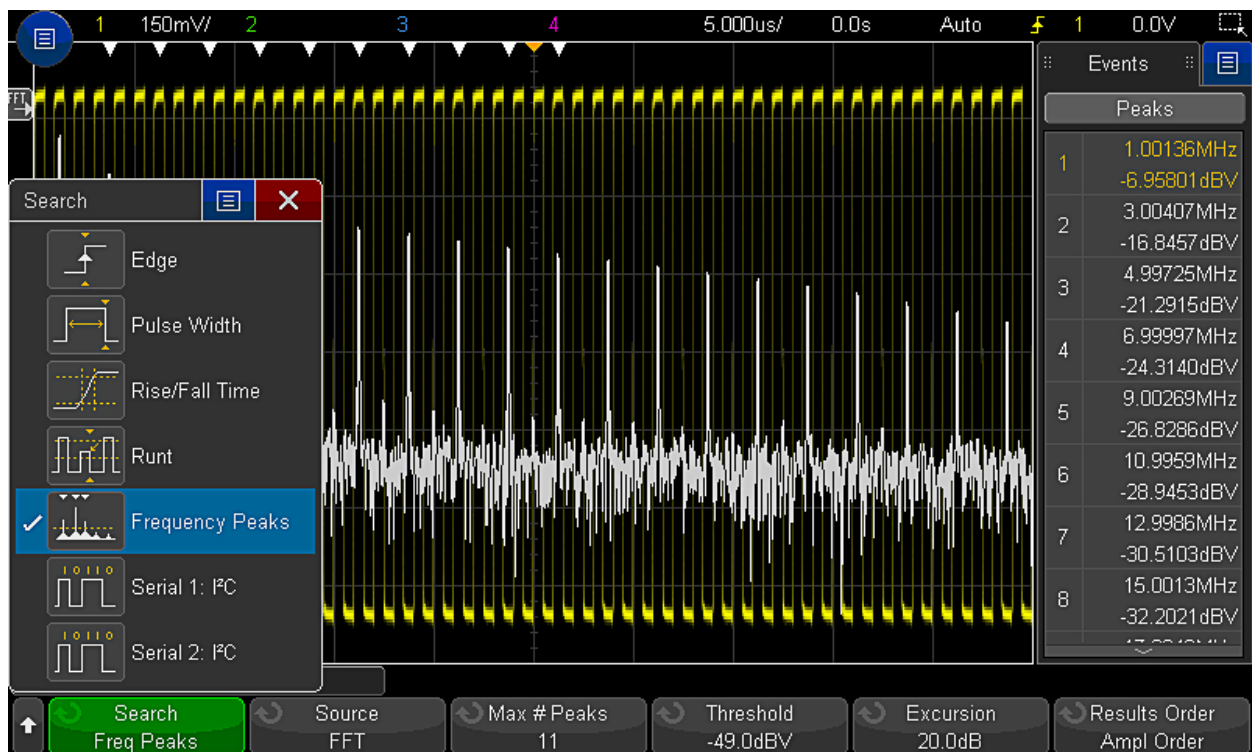 1 150mV/ 2 3 4 5.000us/ 0.0s Auto 1 0.0V
FFT
Events
Peaks
1 1.00136MHz
-6.95801dBV
2 3.00407MHz
-16.8457dBV
3 4.99725MHz
-21.2915dBV
4 6.99997MHz
-24.3140dBV
5 9.00269MHz
-26.8286dBV
6 10.9959MHz
-28.9453dBV
7 12.9986MHz
-30.5103dBV
8 15.0013MHz
-32.2021dBV
Search
Edge
Pulse Width
Rise/Fall Time
Runt
Frequency Peaks
10110
Serial 1: I²C
10110
Serial 2: I²C
Search Source Max # Peaks Threshold Excursion Results Order
Freq Peaks FFT 11 -49.0dBV 20.0dB Ampl Order